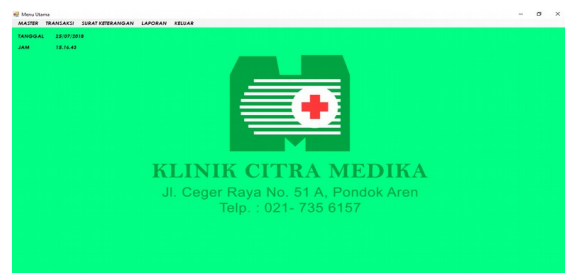 Menu Utama
MASTER TRANSAKSI SURAT KETERANGAN LAPORAN KELUAR
TANGGAL 25/07/2018
JAM 15.16.43
KLINIK CITRA MEDIKA
Jl. Ceger Raya No. 51 A, Pondok Aren
Telp. : 021- 735 6157